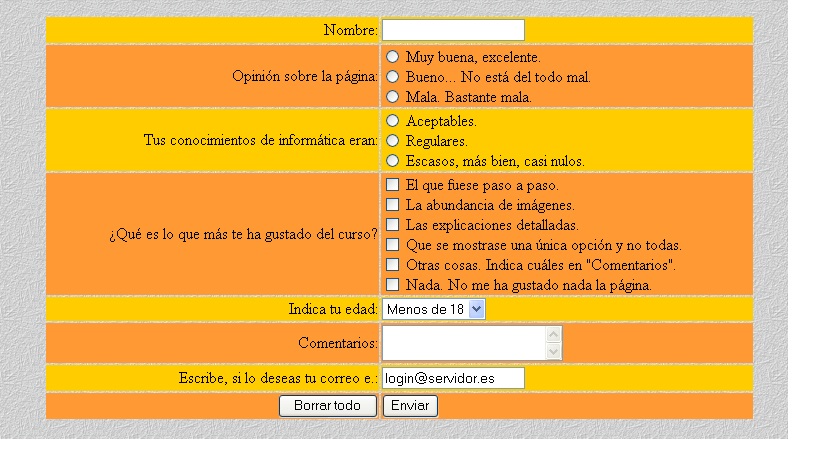 Nombre:
Opinión sobre la página:
Muy buena, excelente.
Bueno... No está del todo mal.
Mala. Bastante mala.
Tus conocimientos de informática eran:
Aceptables.
Regulares.
Escasos, más bien, casi nulos.
¿Qué es lo que más te ha gustado del curso?
El que fuese paso a paso.
La abundancia de imágenes.
Las explicaciones detalladas.
Que se mostrase una única opción y no todas.
Otras cosas. Indica cuáles en "Comentarios".
Nada. No me ha gustado nada la página.
Indica tu edad: Menos de 18
Comentarios:
Escribe, si lo deseas tu correo e.: login@servidor.es
Borrar todo Enviar